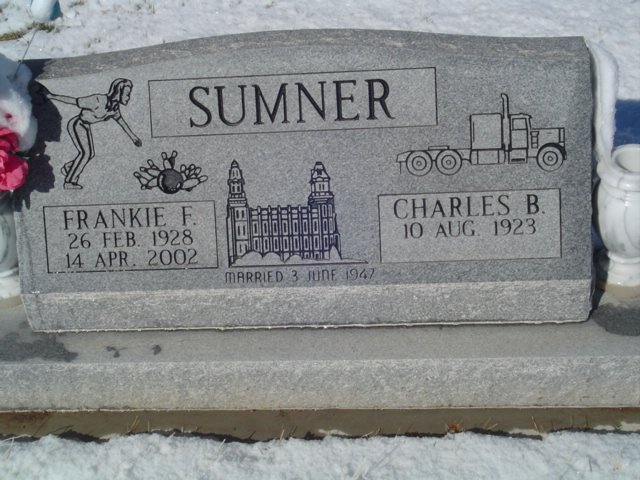 SUMNER
FRANKIE F.
26 FEB. 1928
14 APR. 2002
CHARLES B.
10 AUG. 1923
MARRIED 3 JUNE 1947